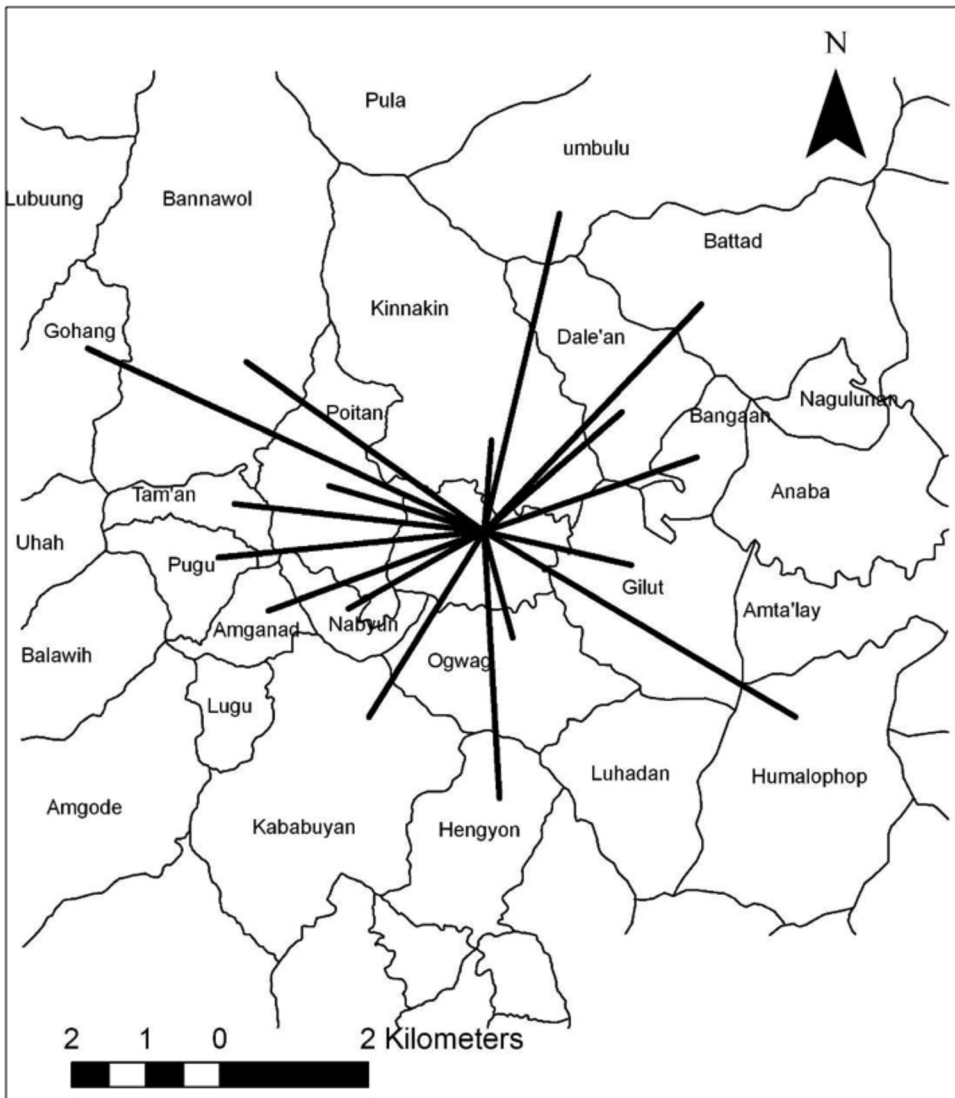 N
Pula
umbulu
Lubuung
Bannawol
Battad
Kinnakin
Gohang
Dale'an
Poitan
Bangaan
Nagulunan
Tam'an
Anaba
Uhah
Pugu
Gilut
Amta'lay
Amganad
Nabyun
Balawih
Ogwag
Lugu
Luhadan
Humalophop
Amgode
Kababuyan
Hengyon
2 1 0 2 Kilometers